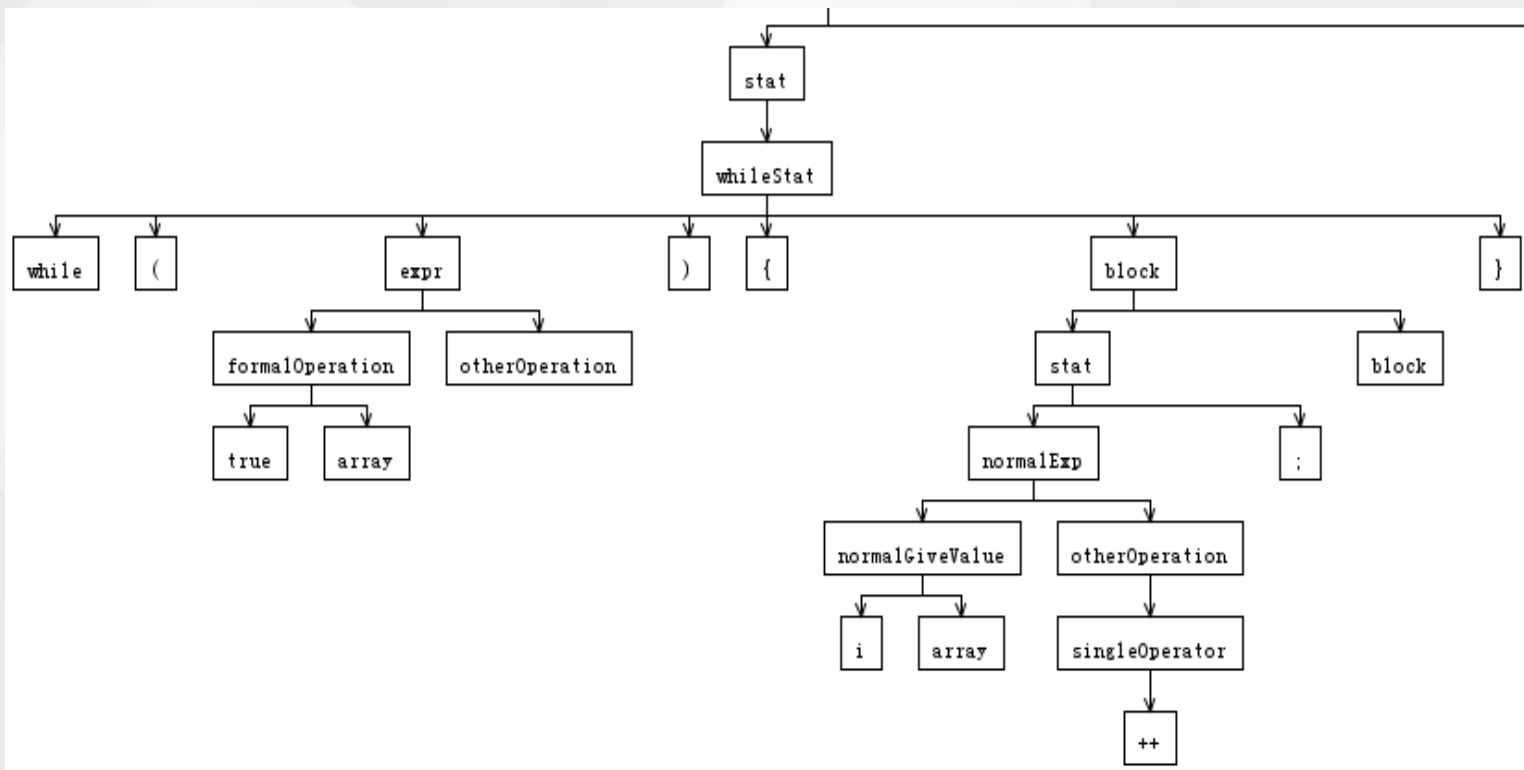 stat
whileStat
while ( expr ) { block }
formalOperation otherOperation stat block
true array normalExp ;
normalGiveValue otherOperation
i array singleOperator
++